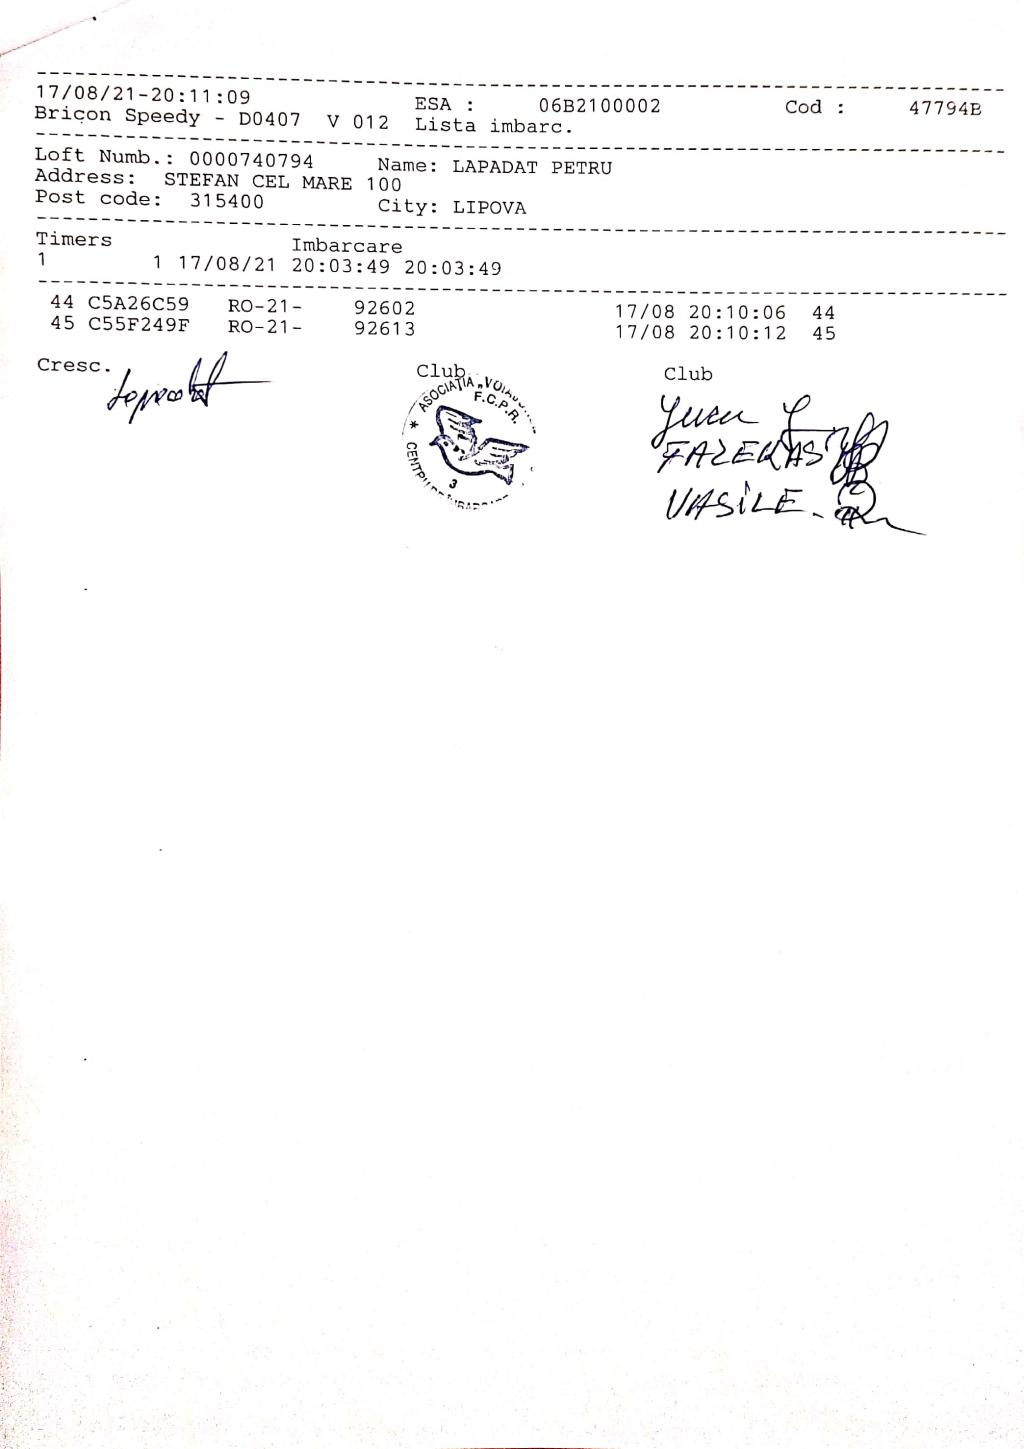 17/08/21-20:11:09 ESA : 06B2100002 Cod : 47794B
Bricon Speedy - D0407 V 012 Lista imbarc.
Loft Numb.: 0000740794 Name: LAPADAT PETRU
Address: STEFAN CEL MARE 100
Post code: 315400 City: LIPOVA
Timers Imbarcare
1 1 17/08/21 20:03:49 20:03:49
44 C5A26C59 RO-21- 92602 17/08 20:10:06 44
45 C55F249F RO-21- 92613 17/08 20:10:12 45
Cresc. Club Club
ASOCIAȚIA
F.C.P.R.
3
FAZEKAS
VASILE.